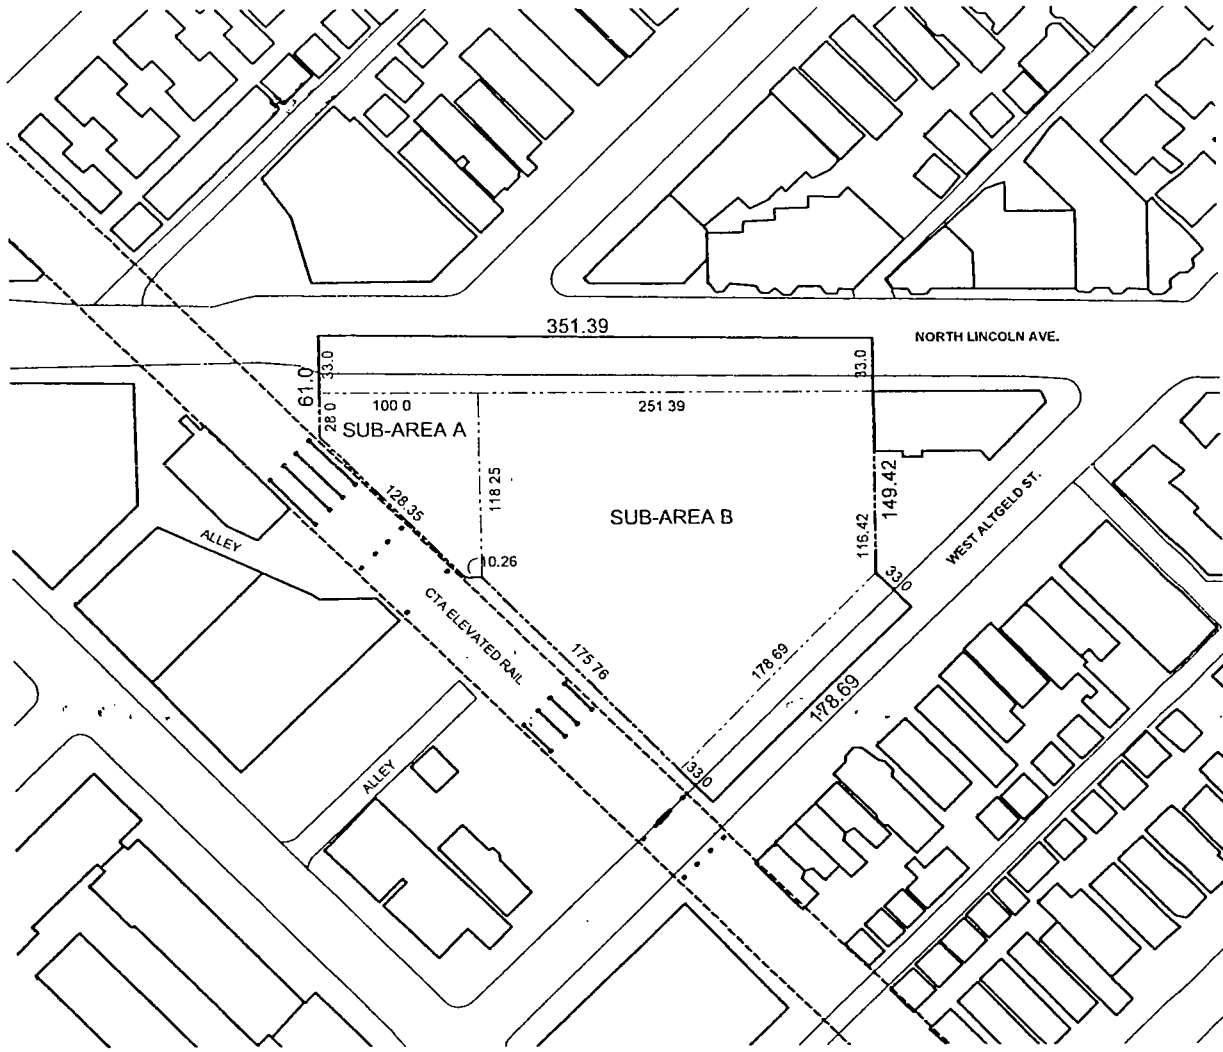 351.39
NORTH LINCOLN AVE.
61.0
33.0
33.0
28 0
100 0
251 39
SUB-AREA A
118 25
SUB-AREA B
149.42
116.42
128.35
ALLEY
10.26
CTA ELEVATED RAIL
WEST ALTGELD ST.
33.0
175 76
178 69
178.69
33.0
ALLEY